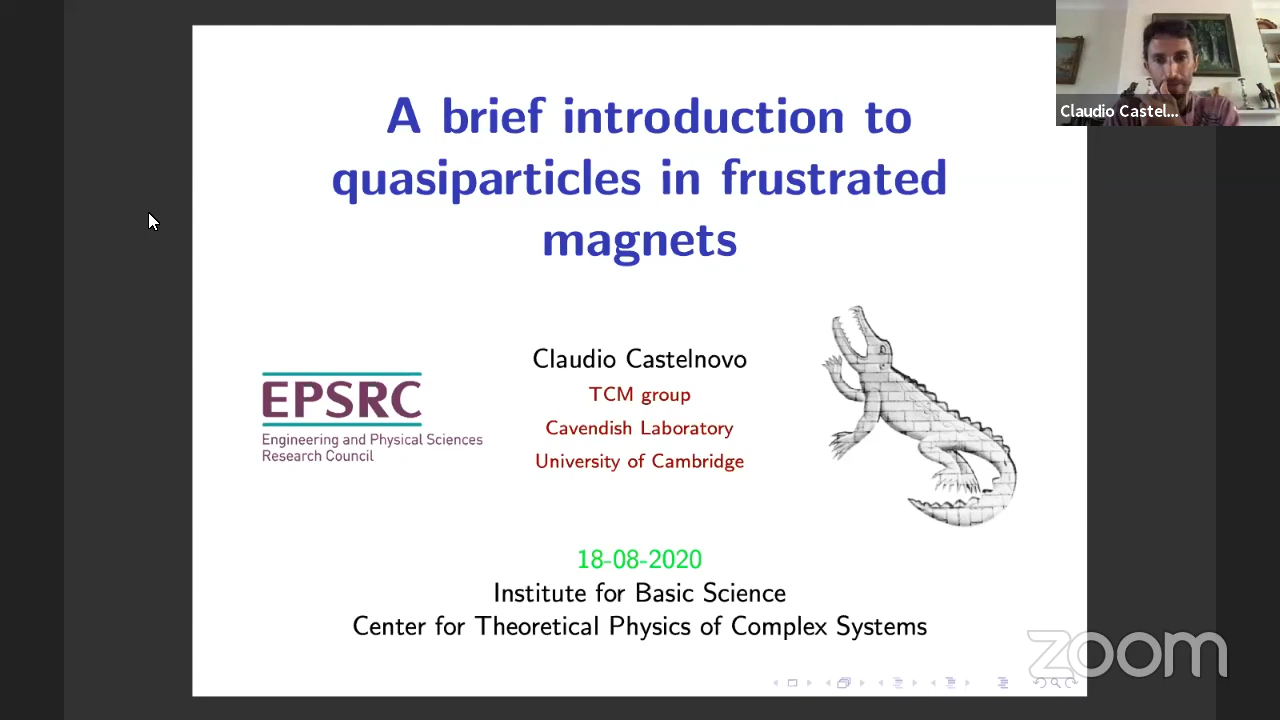 A brief introduction to
quasiparticles in frustrated
magnets
Claudio Castel...
EPSRC
Engineering and Physical Sciences
Research Council
Claudio Castelnovo
TCM group
Cavendish Laboratory
University of Cambridge
18-08-2020
Institute for Basic Science
Center for Theoretical Physics of Complex Systems
zoom